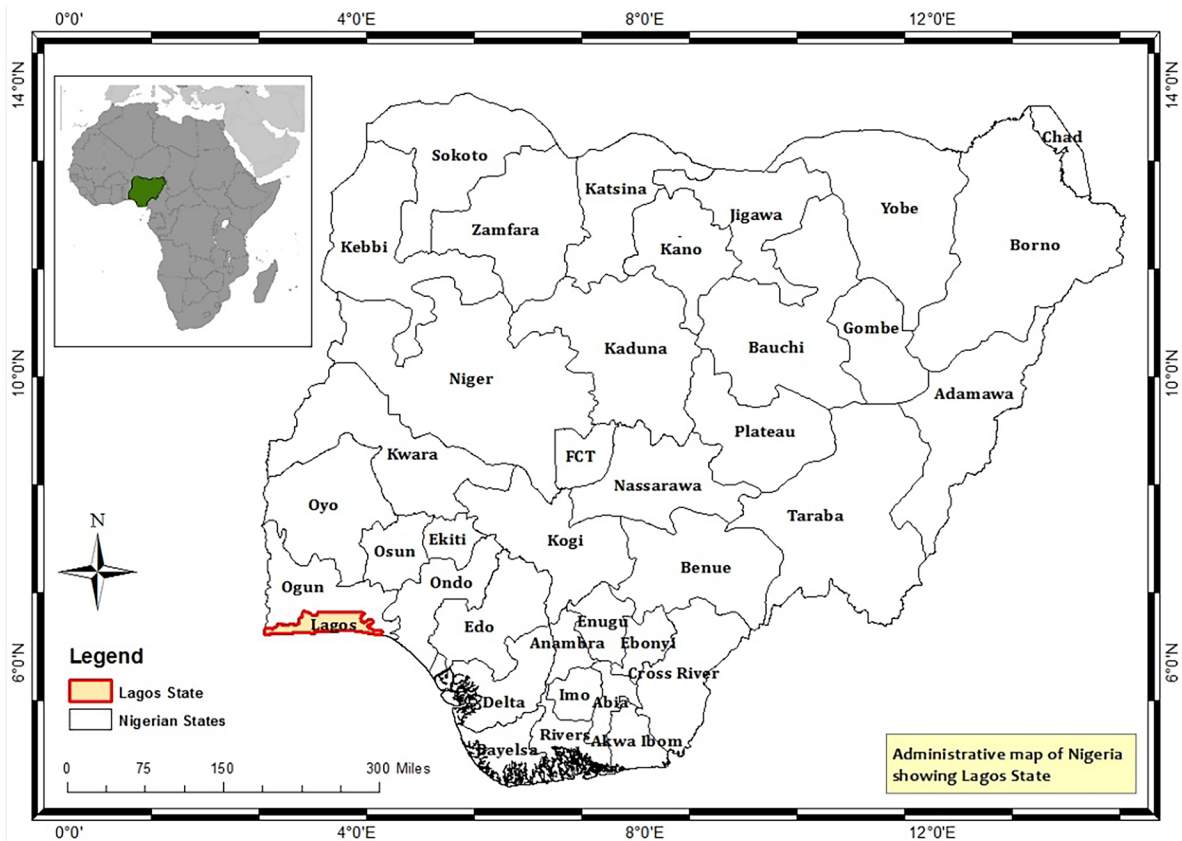 0°0'
4°0'E
8°0'E
12°0'E
14°0'N
14°0'N
Chad
Sokoto
Katsina
Yobe
Jigawa
Zamfara
Kebbi
Kano
Borno
Gombe
Kaduna
Bauchi
10°0'N
10°0'N
Niger
Adamawa
Plateau
Kwara
FCT
Nassarawa
Oyo
Taraba
N
Ekiti
Kogi
Osun
Benue
Ogun
Ondo
Lagos
Edo
Enugu
Anambra
Ebonyi
6°0'N
6°0'N
Cross River
Imo
Abia
Delta
Rivers
Akwa Ibom
Bayelsa
Legend
Lagos State
Nigerian States
0 75 150 300 Miles
Administrative map of Nigeria
showing Lagos State
0°0'
4°0'E
8°0'E
12°0'E